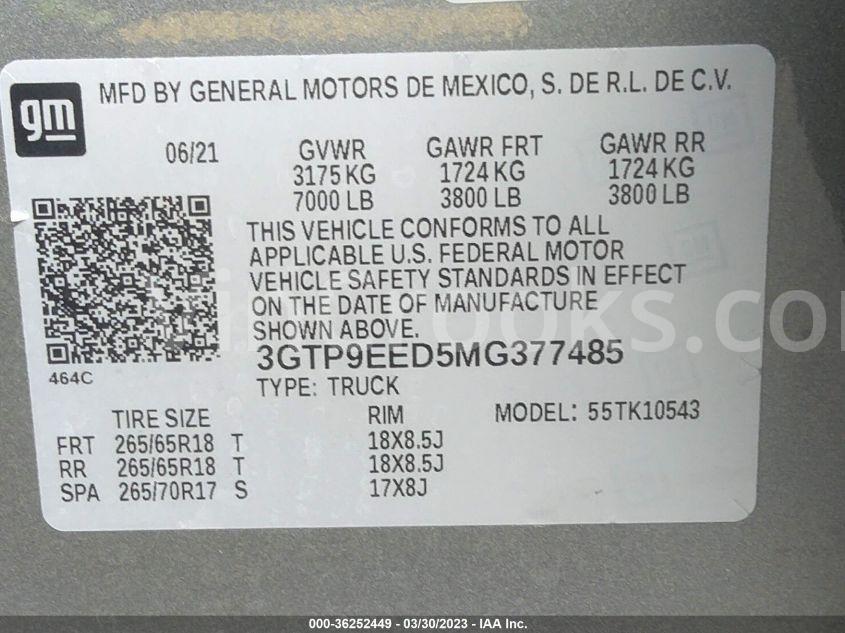 gm
MFD BY GENERAL MOTORS DE MEXICO, S. DE R.L. DE C.V.
06/21 GVWR GAWR FRT GAWR RR
3175 KG 1724 KG 1724 KG
7000 LB 3800 LB 3800 LB
THIS VEHICLE CONFORMS TO ALL
APPLICABLE U.S. FEDERAL MOTOR
VEHICLE SAFETY STANDARDS IN EFFECT
ON THE DATE OF MANUFACTURE
SHOWN ABOVE.
3GTP9EED5MG377485
464C
TYPE: TRUCK
TIRE SIZE RIM MODEL: 55TK10543
FRT 265/65R18 T 18X8.5J
RR 265/65R18 T 18X8.5J
SPA 265/70R17 S 17X8J
000-36252449 - 03/30/2023 - IAA Inc.